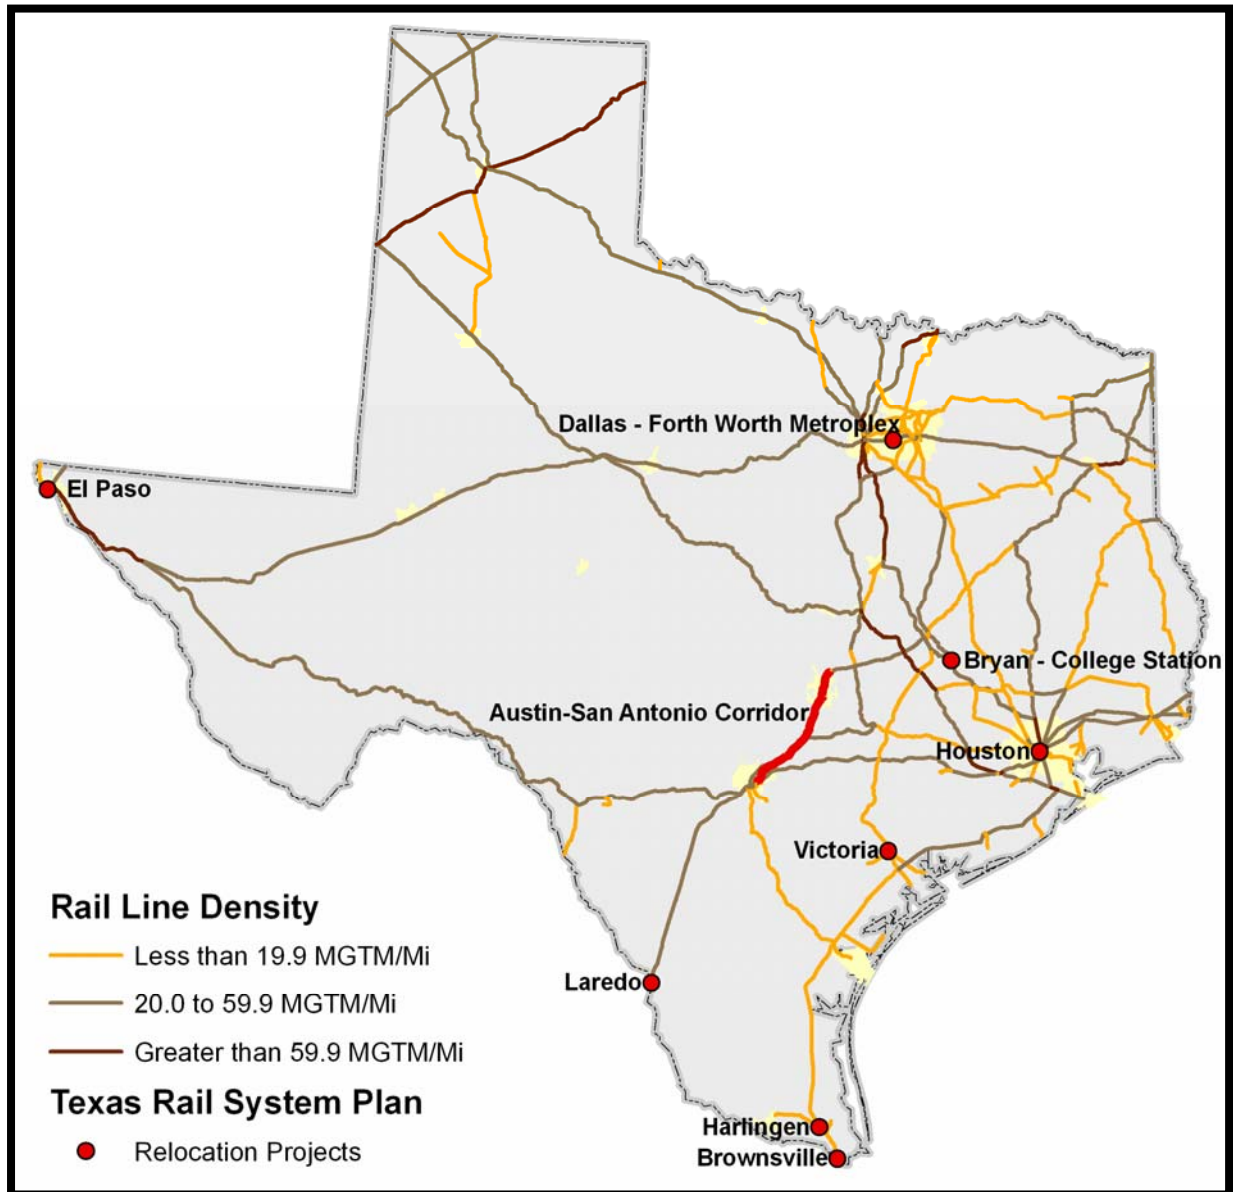 Dallas - Forth Worth Metroplex
El Paso
Bryan - College Station
Austin-San Antonio Corridor
Houston
Victoria
Rail Line Density
Less than 19.9 MGTM/Mi
20.0 to 59.9 MGTM/Mi
Greater than 59.9 MGTM/Mi
Laredo
Texas Rail System Plan
Relocation Projects
Harlingen
Brownsville